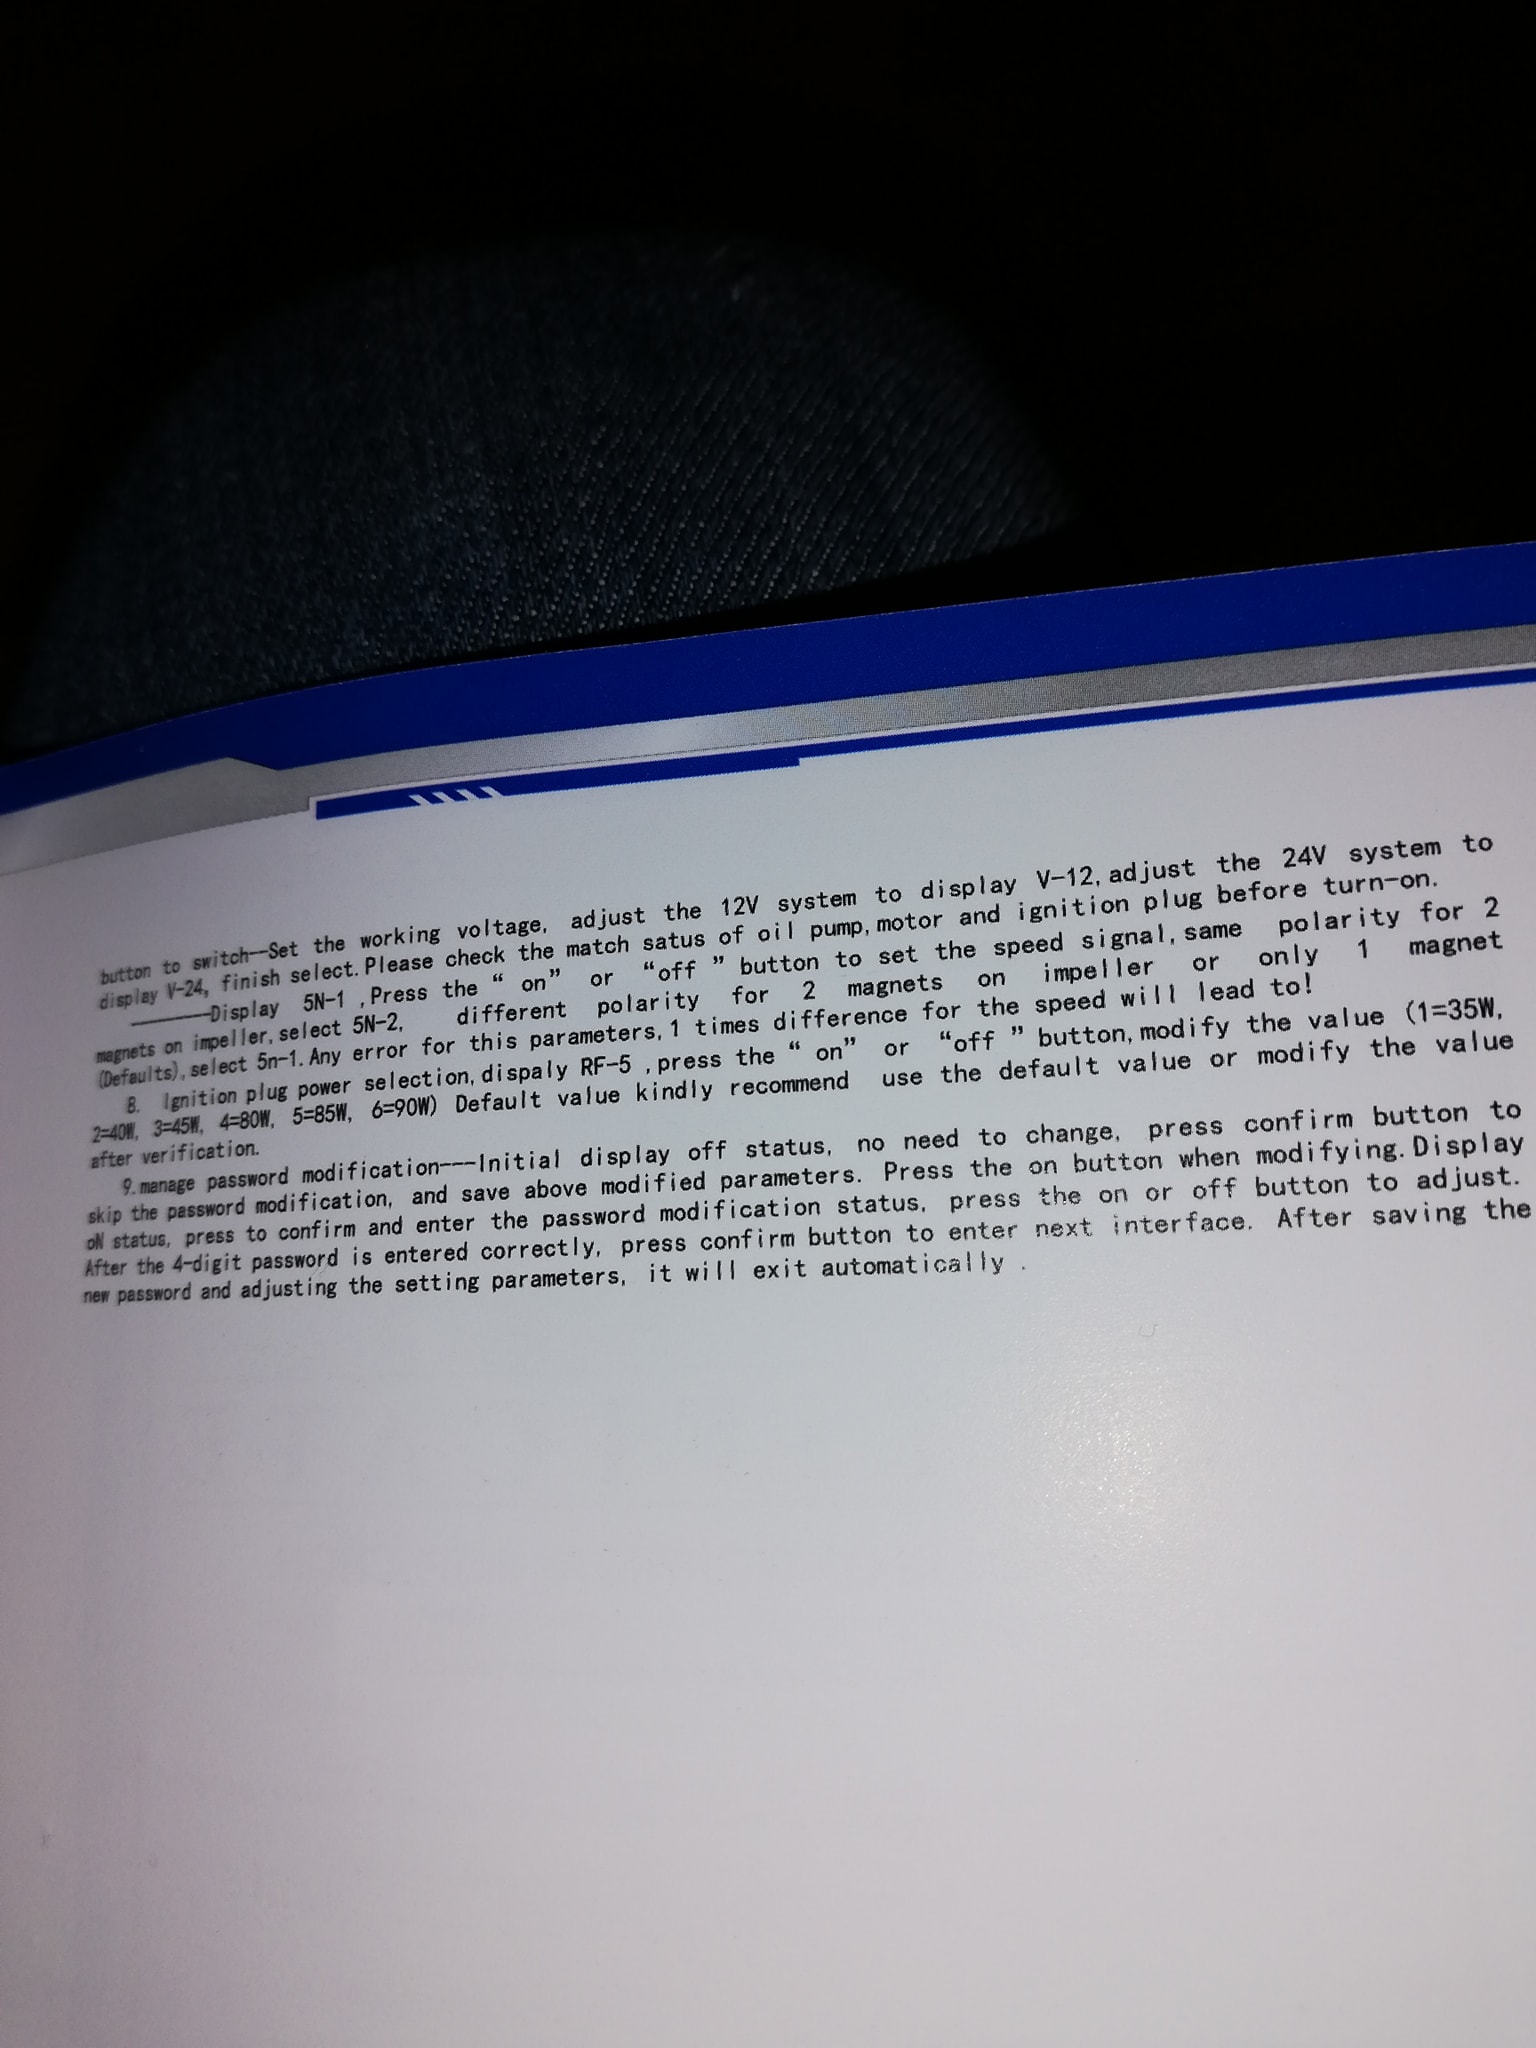 button to switch--Set the working voltage, adjust the 12V system to display V-12, adjust the 24V system to
display V-24, finish select. Please check the match satus of oil pump, motor and ignition plug before turn-on.
————Display 5N-1 ,Press the “ on” or “off ” button to set the speed signal, same polarity for 2
magnets on impeller, select 5N-2, different polarity for 2 magnets on impeller or only 1 magnet
(Defaults), select 5n-1. Any error for this parameters, 1 times difference for the speed will lead to!
8. Ignition plug power selection, dispaly RF-5 ,press the “ on” or “off ” button, modify the value (1=35W,
2=40W, 3=45W, 4=80W, 5=85W, 6=90W) Default value kindly recommend use the default value or modify the value
after verification.
9. manage password modification---Initial display off status, no need to change, press confirm button to
skip the password modification, and save above modified parameters. Press the on button when modifying. Display
oN status, press to confirm and enter the password modification status, press the on or off button to adjust.
After the 4-digit password is entered correctly, press confirm button to enter next interface. After saving the
new password and adjusting the setting parameters, it will exit automatically .